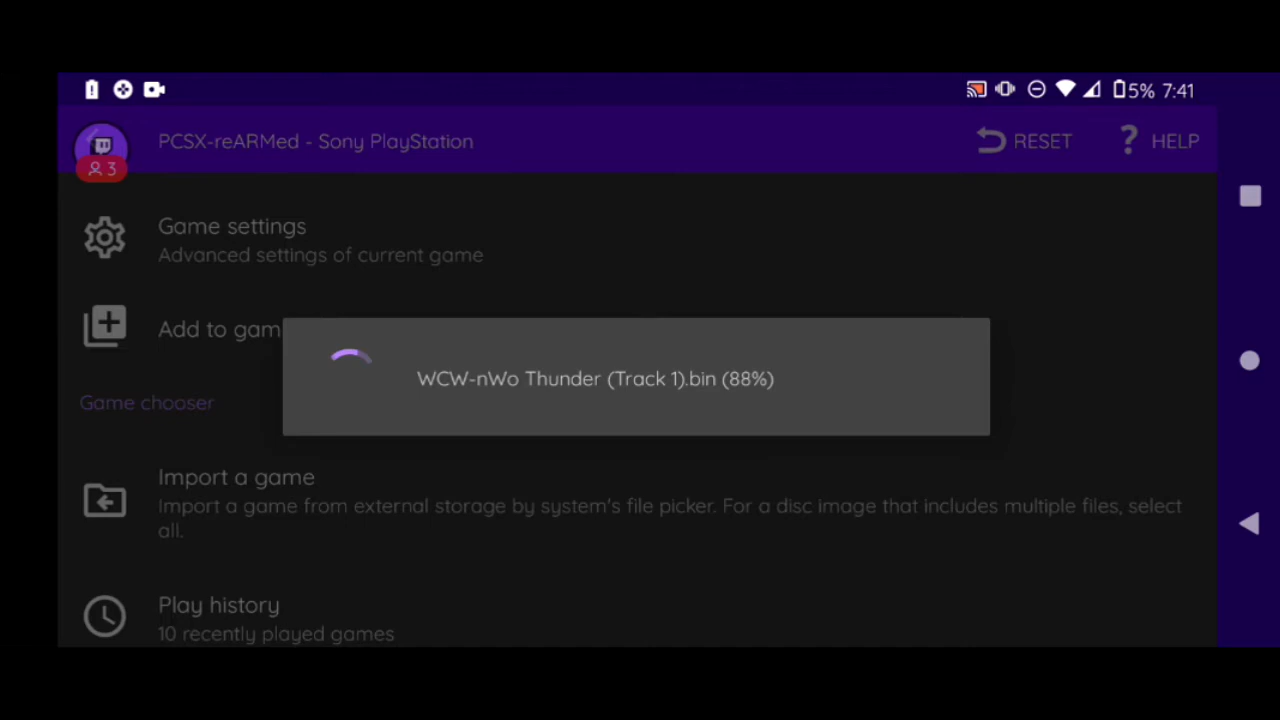 5% 7:41
PCSX-reARMed - Sony PlayStation
RESET
HELP
3
Game settings
Advanced settings of current game
Add to gam
WCW-nWo Thunder (Track 1).bin (88%)
Game chooser
Import a game
Import a game from external storage by system's file picker. For a disc image that includes multiple files, select
all.
Play history
10 recently played games